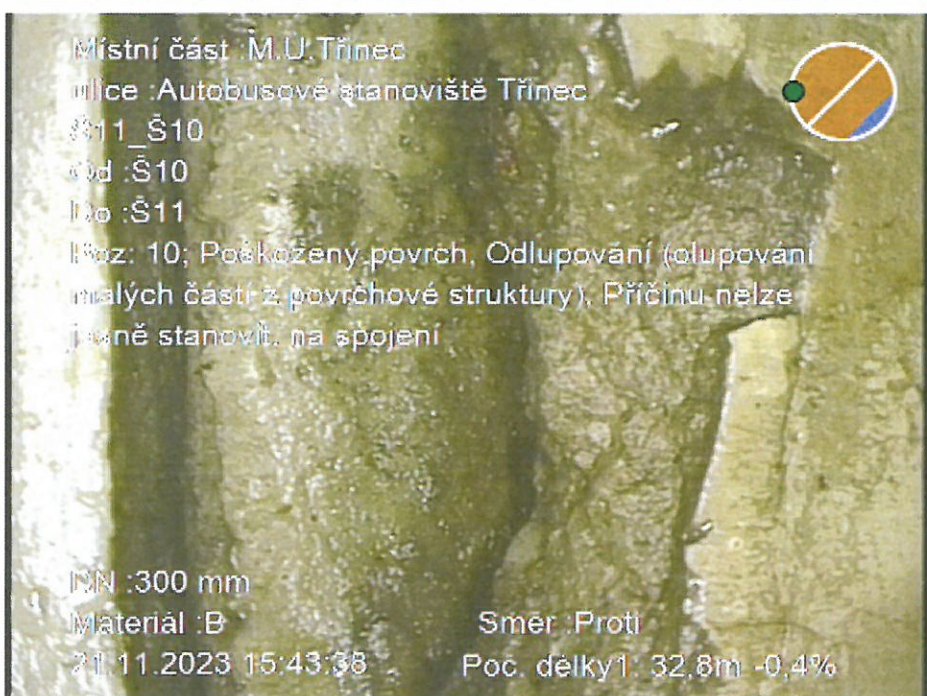 Místní část :M.Ú.Třinec
ulice :Autobusové stanoviště Třinec
Š11_Š10
Od :Š10
Do :Š11
Roz: 10; Poškozený povrch, Odlupování (olupování
malých částí z povrchové struktury), Příčinu nelze
jasně stanovit, na spojení
DN :300 mm
Materiál :B
Směr :Proti
21.11.2023 15:43:38
Poc. délky1: 32,8m -0,4%